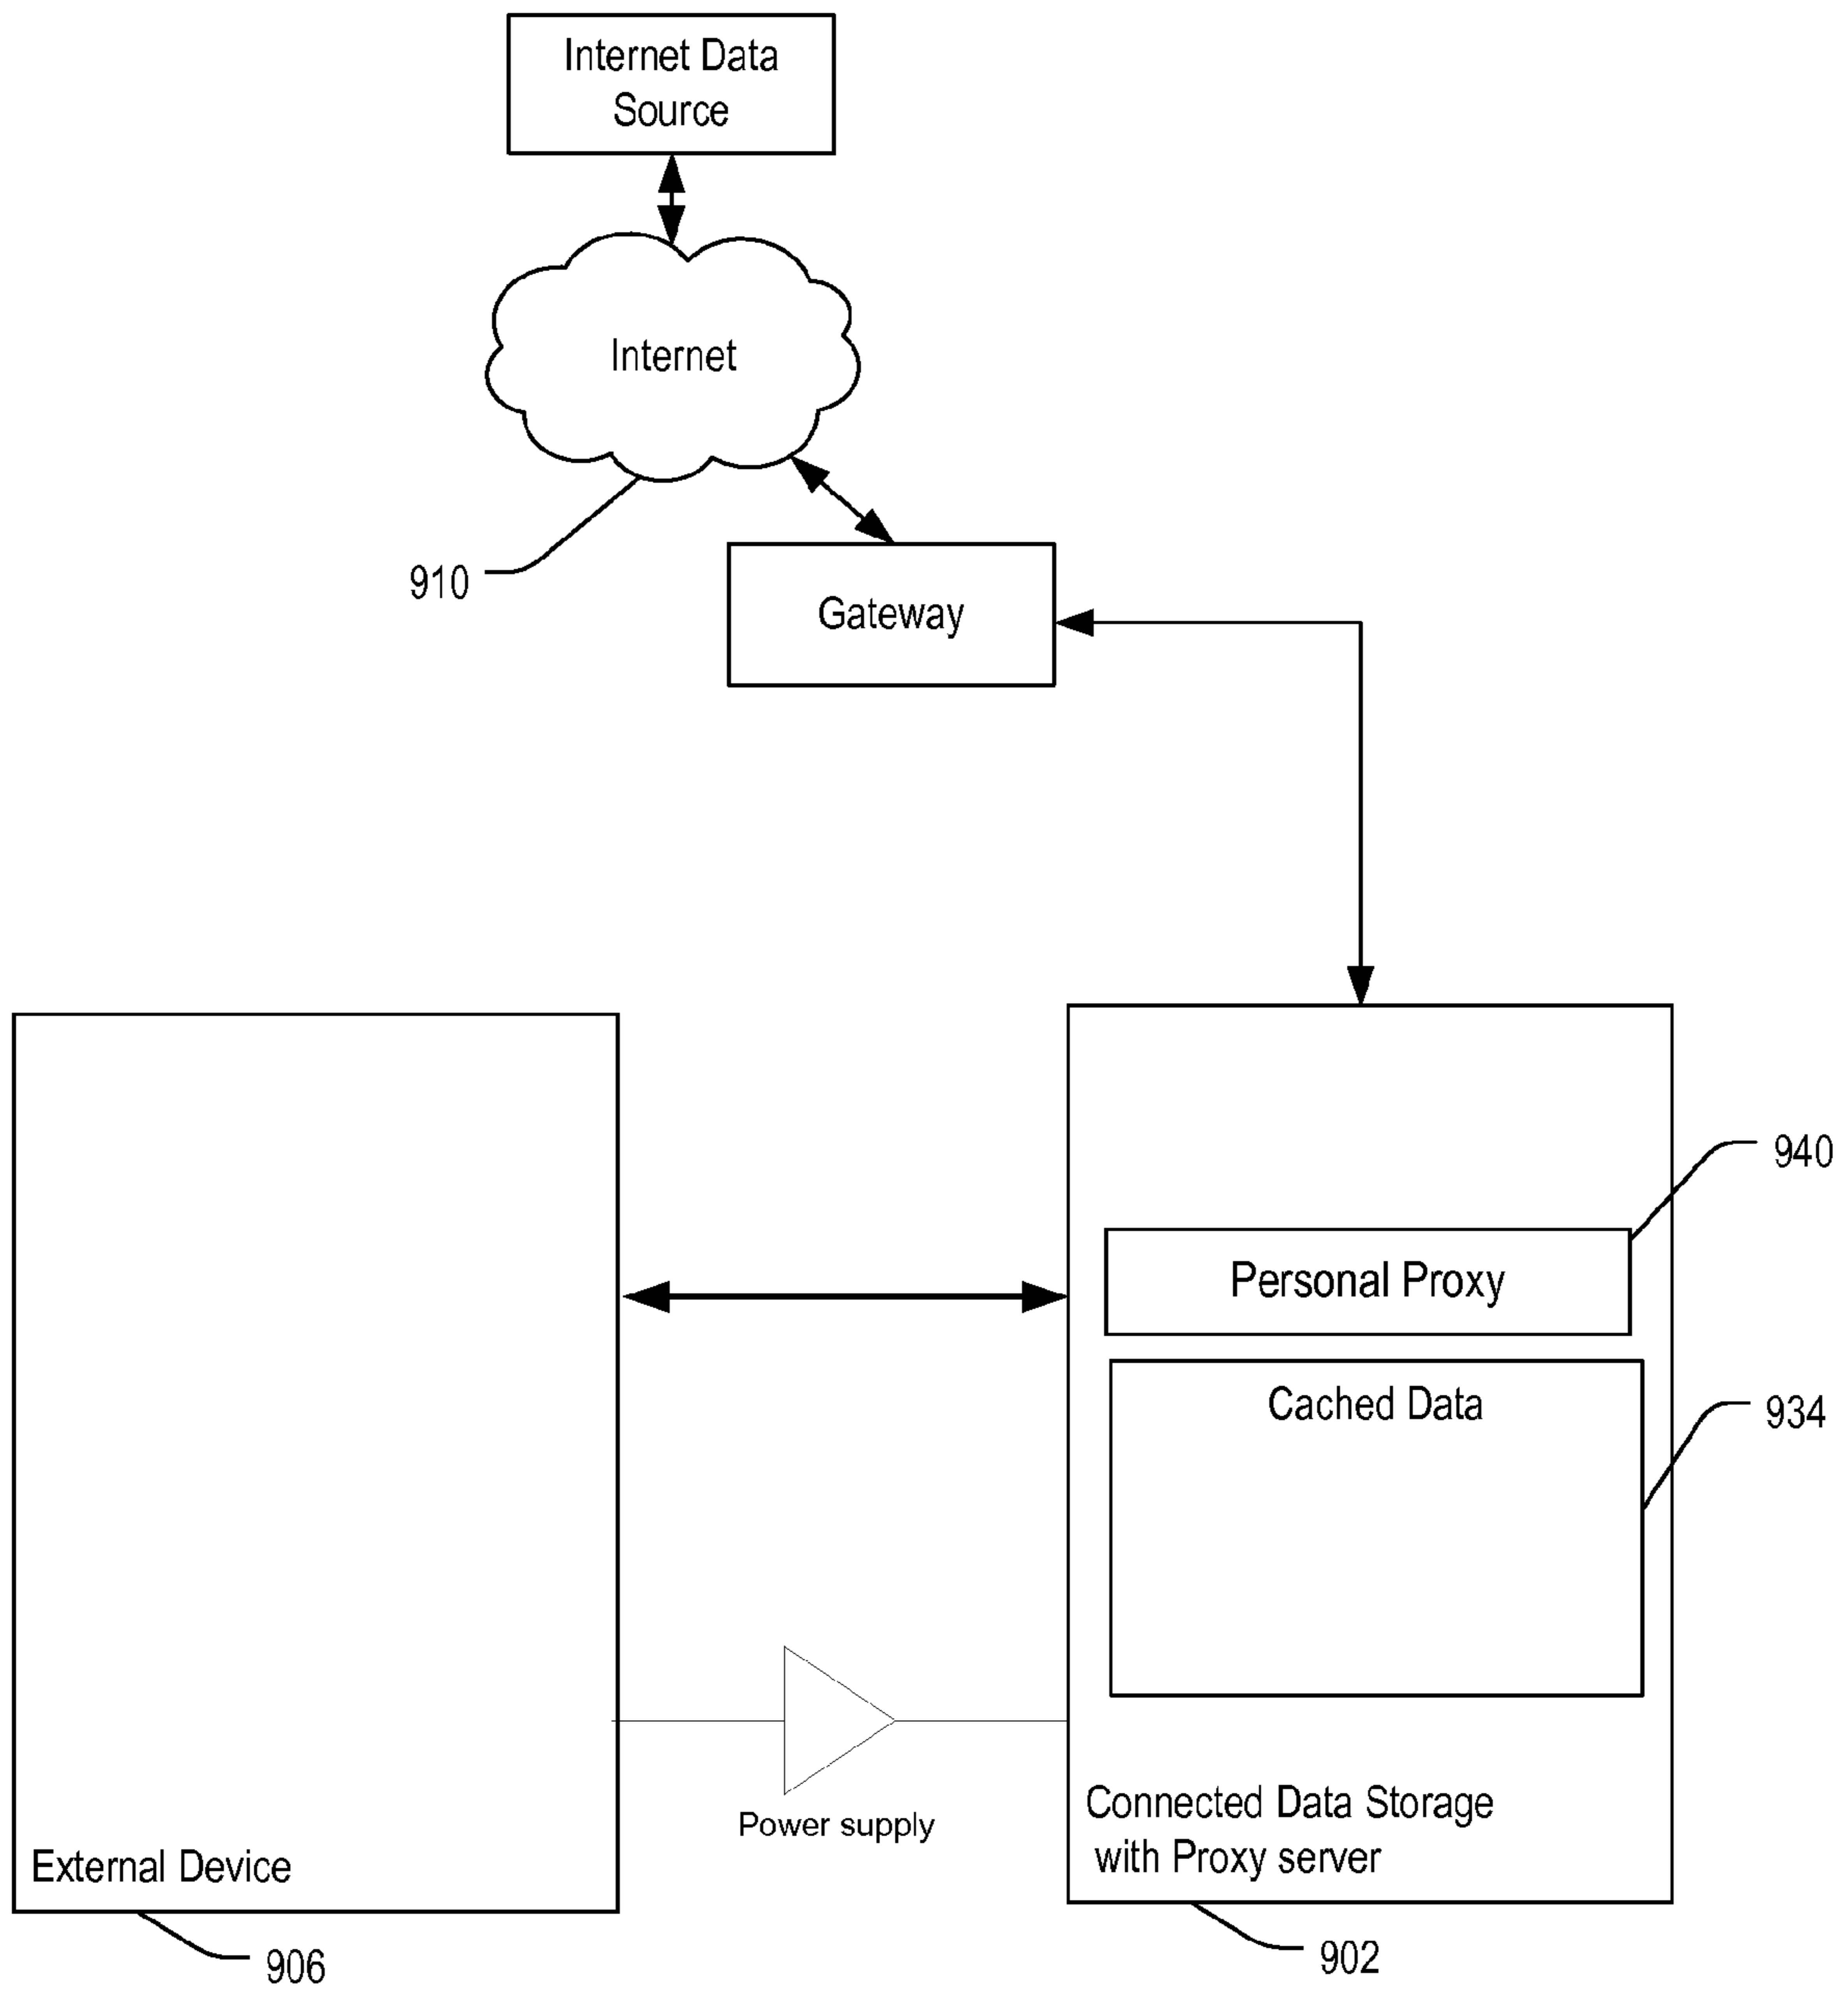 Internet Data
Source
Internet
910
Gateway
940
Personal Proxy
Cached Data
934
Power supply
Connected Data Storage
with Proxy server
External Device
906
902